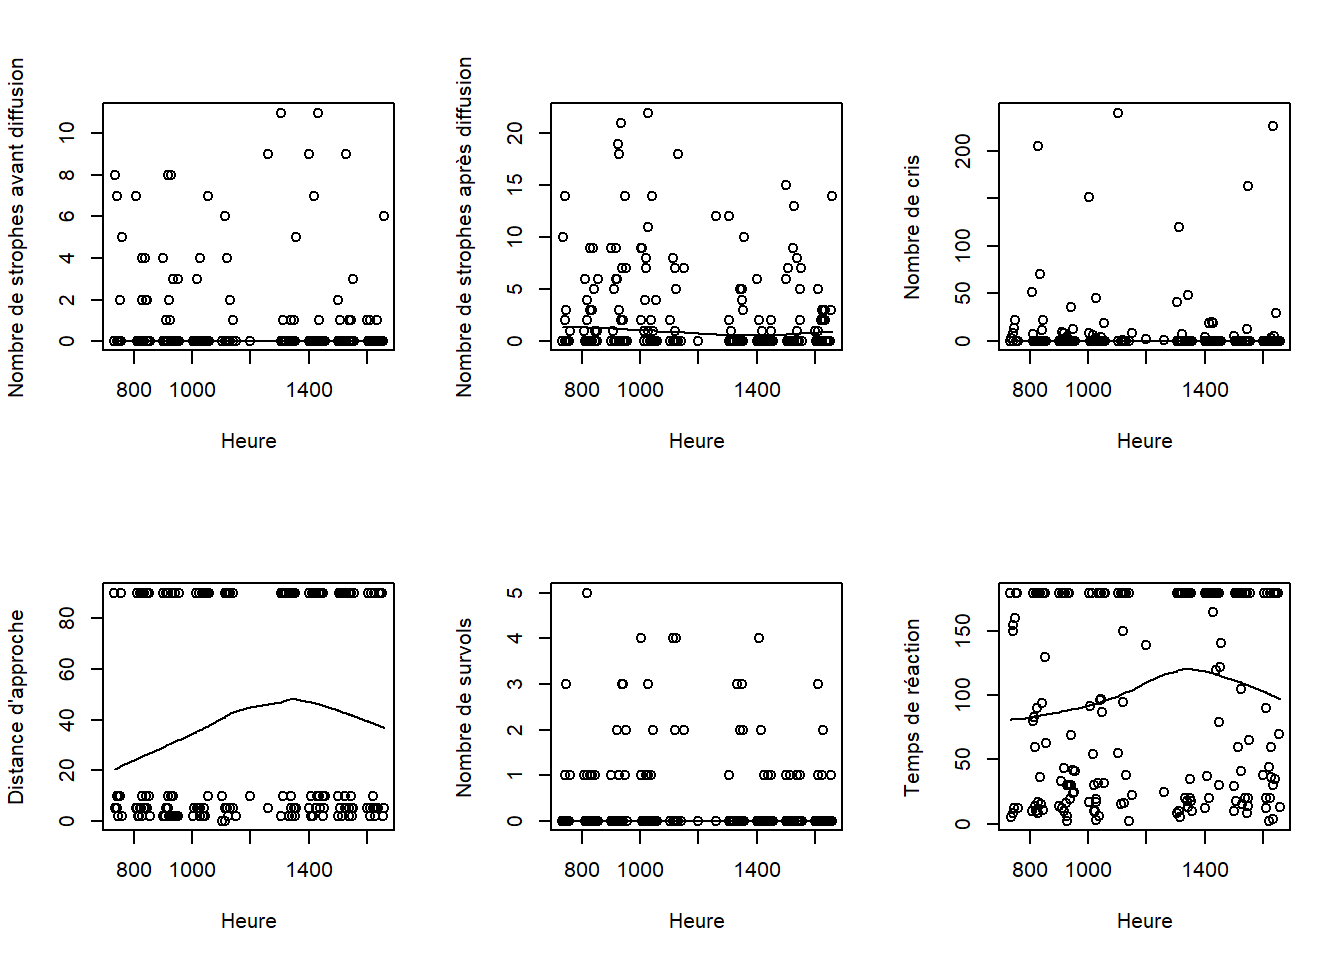 Nombre de strophes avant diffusion
10
8
6
4
2
0
800 1000 1400
Heure
Nombre de strophes après diffusion
20
15
10
5
0
800 1000 1400
Heure
Nombre de cris
200
100
50
0
800 1000 1400
Heure
Distance d'approche
80
60
40
20
0
800 1000 1400
Heure
Nombre de survols
5
4
3
2
1
0
800 1000 1400
Heure
Temps de réaction
150
100
50
0
800 1000 1400
Heure